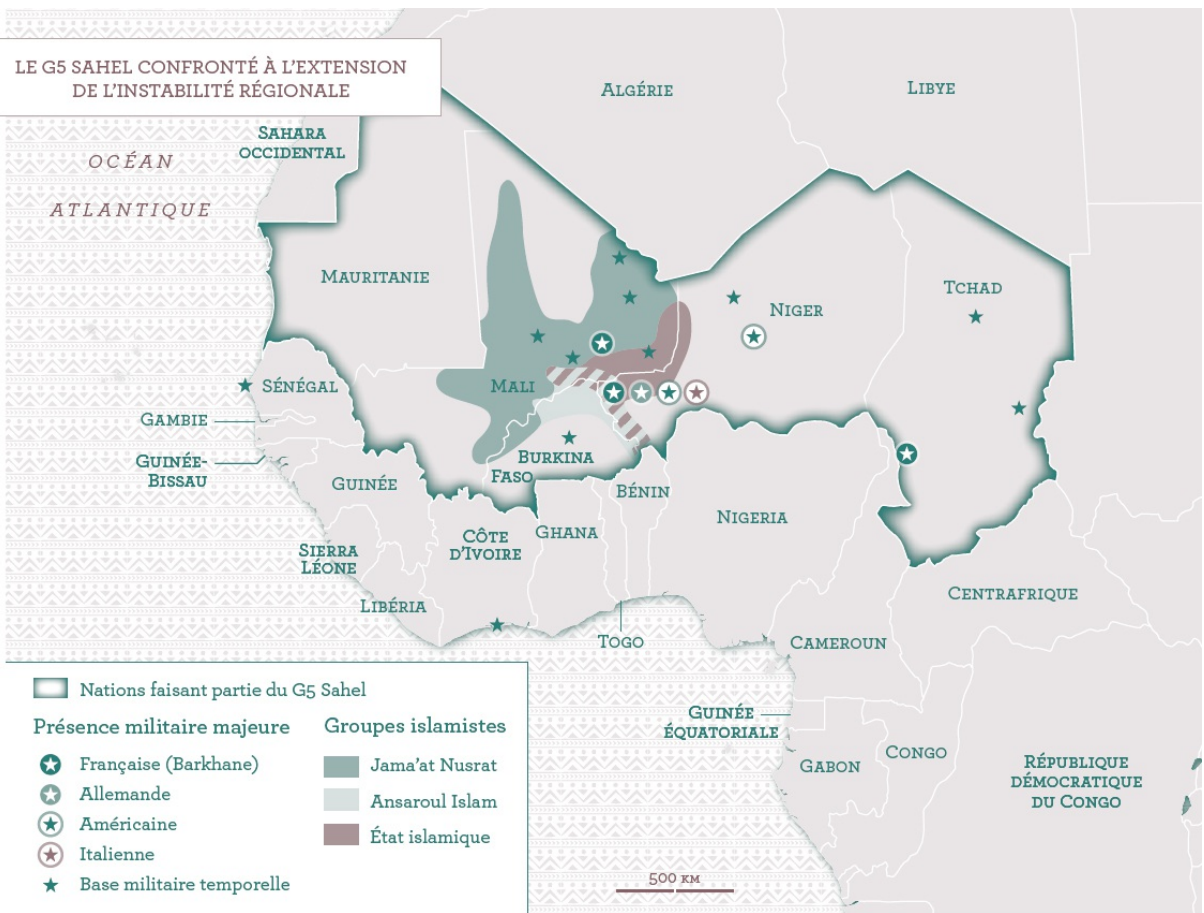 LE G5 SAHEL CONFRONTÉ À L'EXTENSION
DE L'INSTABILITÉ RÉGIONALE
ALGÉRIE
LIBYE
SAHARA
OCCIDENTAL
OCÉAN
ATLANTIQUE
MAURITANIE
TCHAD
NIGER
MALI
SÉNÉGAL
GAMBIE
GUINÉE-
BISSAU
BURKINA
FASO
GUINÉE
BÉNIN
NIGERIA
GHANA
CÔTE
D'IVOIRE
SIERRA
LÉONE
LIBÉRIA
CENTRAFRIQUE
TOGO
CAMEROUN
GUINÉE
ÉQUATORIALE
GABON
CONGO
RÉPUBLIQUE
DÉMOCRATIQUE
DU CONGO
Nations faisant partie du G5 Sahel
Présence militaire majeure
Française (Barkhane)
Allemande
Américaine
Italienne
Base militaire temporelle
Groupes islamistes
Jama'at Nusrat
Ansaroul Islam
État islamique
500 KM